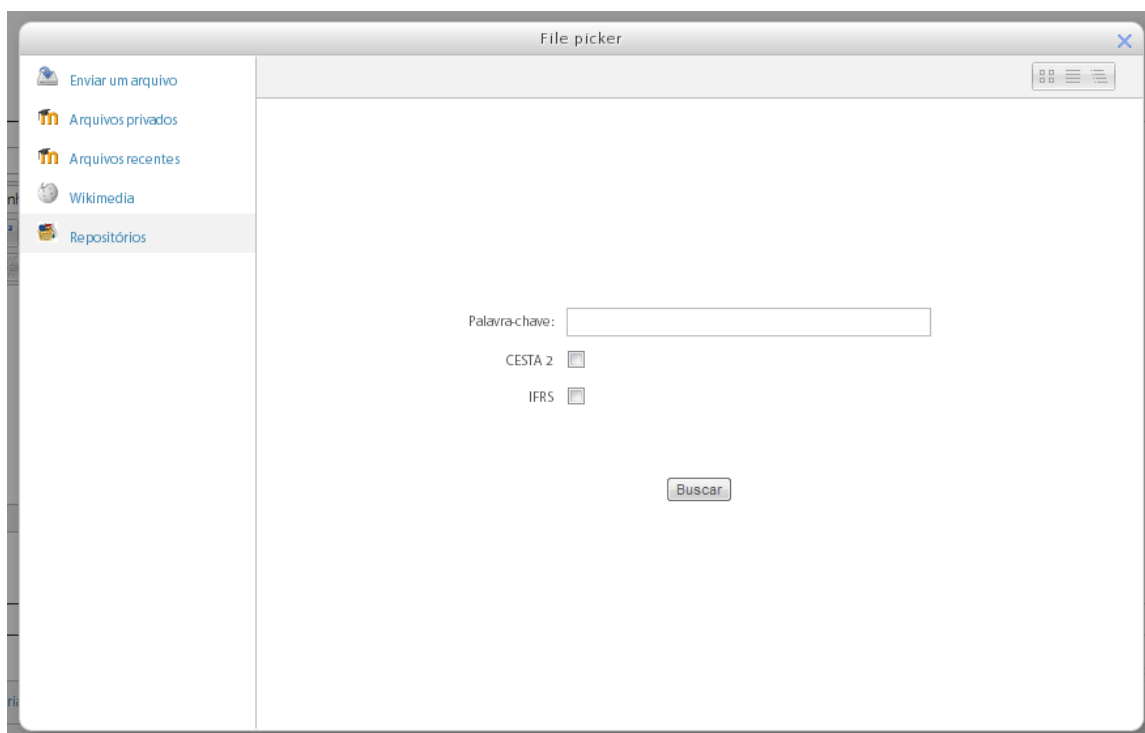 File picker
Enviar um arquivo
Arquivos privados
Arquivos recentes
Wikimedia
Repositórios
Palavra-chave:
CESTA 2
IFRS
Buscar